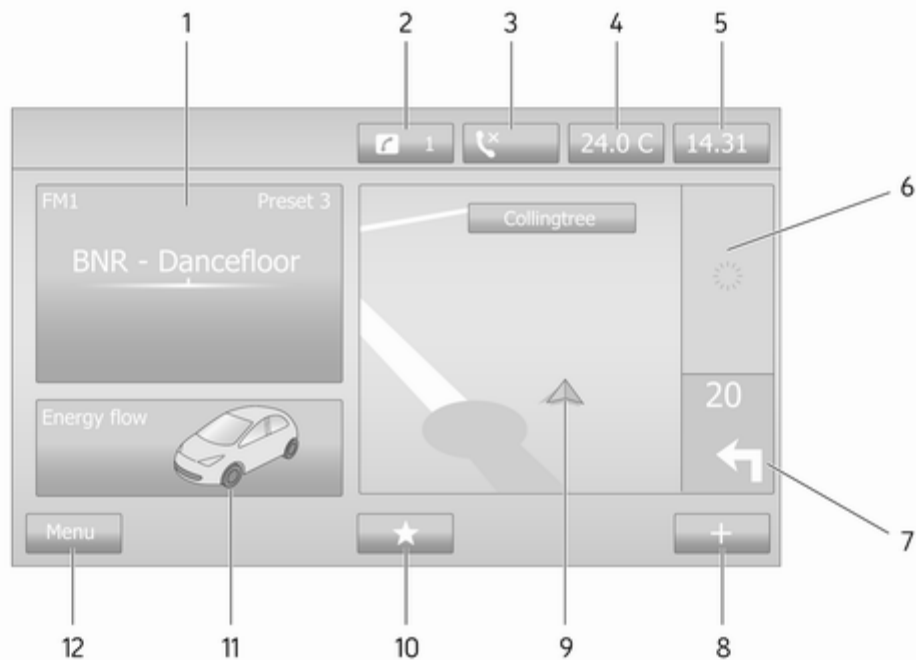 1 2 3 4 5
1 24.0 C 14.31
FM1 Preset 3
Collingtree
6
BNR - Dancefloor
20
Energy flow
7
Menu +
12 11 10 9 8